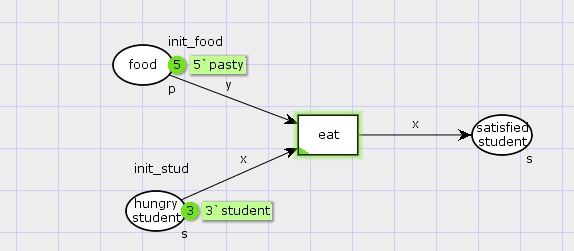 init_food
food
5
5`pasty
p
y
eat
x
satisfied
student
s
init_stud
x
hungry
student
3
3`student
s